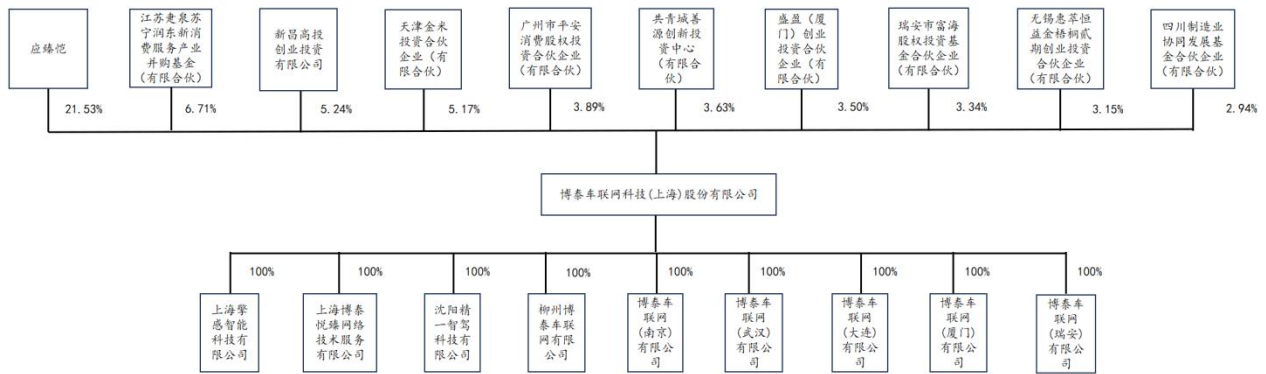 应臻恺
江苏疌泉苏
宁润东新消
费服务产业
并购基金
(有限合伙)
新昌高投
创业投资
有限公司
天津金米
投资合伙
企业(有
限合伙)
广州市平安
消费股权投
资合伙企业
(有限合伙)
共青城善
源创新投
资中心
(有限合
伙)
盛盈(厦
门)创业
投资合伙
企业(有
限合伙)
瑞安市富海
股权投资基
金合伙企业
(有限合伙)
无锡惠萃恒
益金梧桐贰
期创业投资
合伙企业
(有限合伙)
四川制造业
协同发展基
金合伙企业
(有限合伙)
21.53%
6.71%
5.24%
5.17%
3.89%
3.63%
3.50%
3.34%
3.15%
2.94%
博泰车联网科技(上海)股份有限公司
100%
100%
100%
100%
100%
100%
100%
100%
100%
上海擎
感智能
科技有
限公司
上海博泰
悦臻网络
技术服务
有限公司
沈阳精
一智驾
科技有
限公司
柳州博
泰车联
网有限
公司
博泰车
联网
(南京)
有限公
司
博泰车
联网
(武汉)
有限公
司
博泰车
联网
(大连)
有限公
司
博泰车
联网
(厦门)
有限公
司
博泰车
联网
(瑞安)
有限公
司